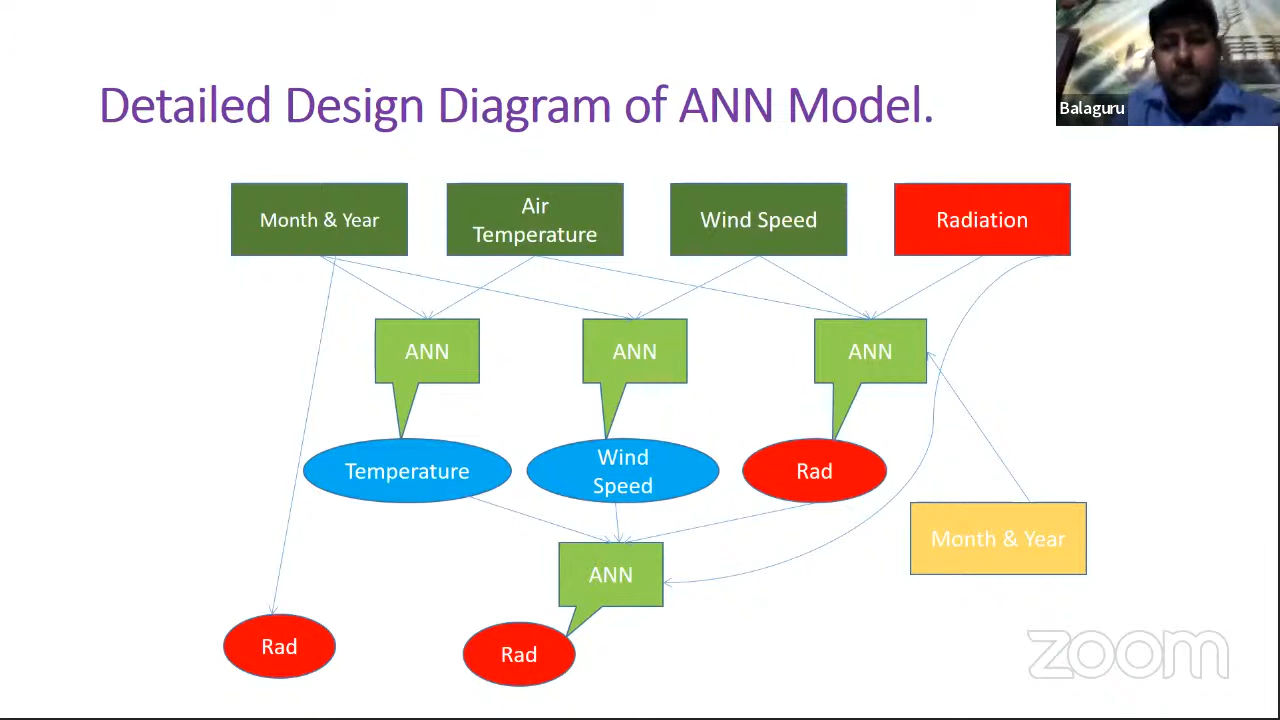 Balaguru
Detailed Design Diagram of ANN Model.
Month & Year
Air
Temperature
Wind Speed
Radiation
ANN
ANN
ANN
Temperature
Wind
Speed
Rad
Month & Year
ANN
Rad
Rad
zoom